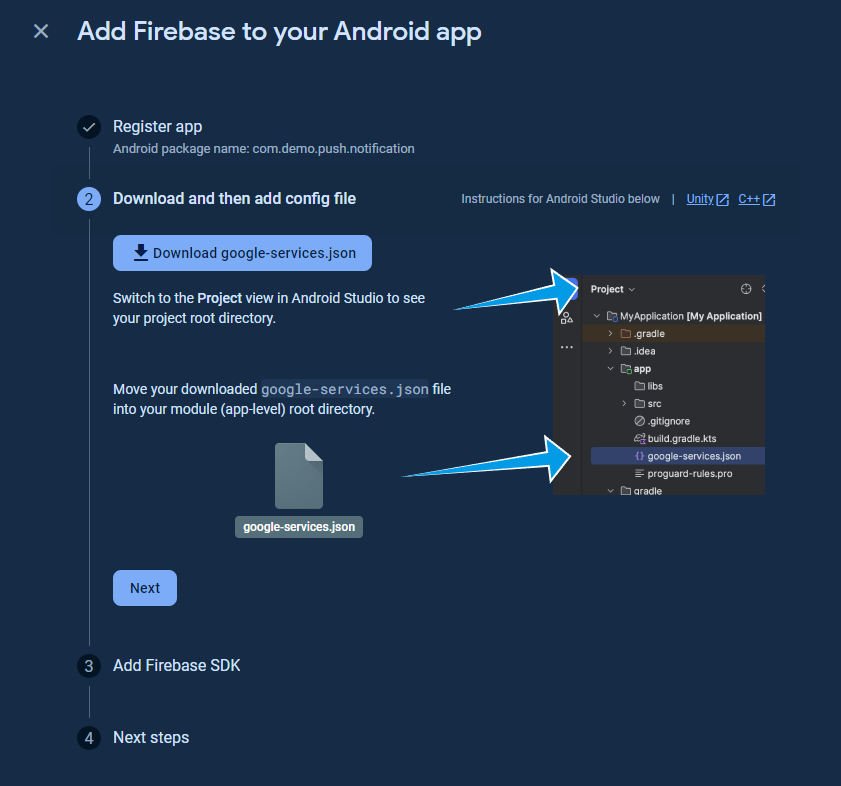 Add Firebase to your Android app
Register app
Android package name: com.demo.push.notification
2 Download and then add config file
Instructions for Android Studio below | Unity C++
Download google-services.json
Switch to the Project view in Android Studio to see
your project root directory.
Move your downloaded google-services.json file
into your module (app-level) root directory.
google-services.json
Project
MyApplication [My Application]
.gradle
.idea
app
libs
src
.gitignore
build.gradle.kts
google-services.json
proguard-rules.pro
gradle
Next
3 Add Firebase SDK
4 Next steps